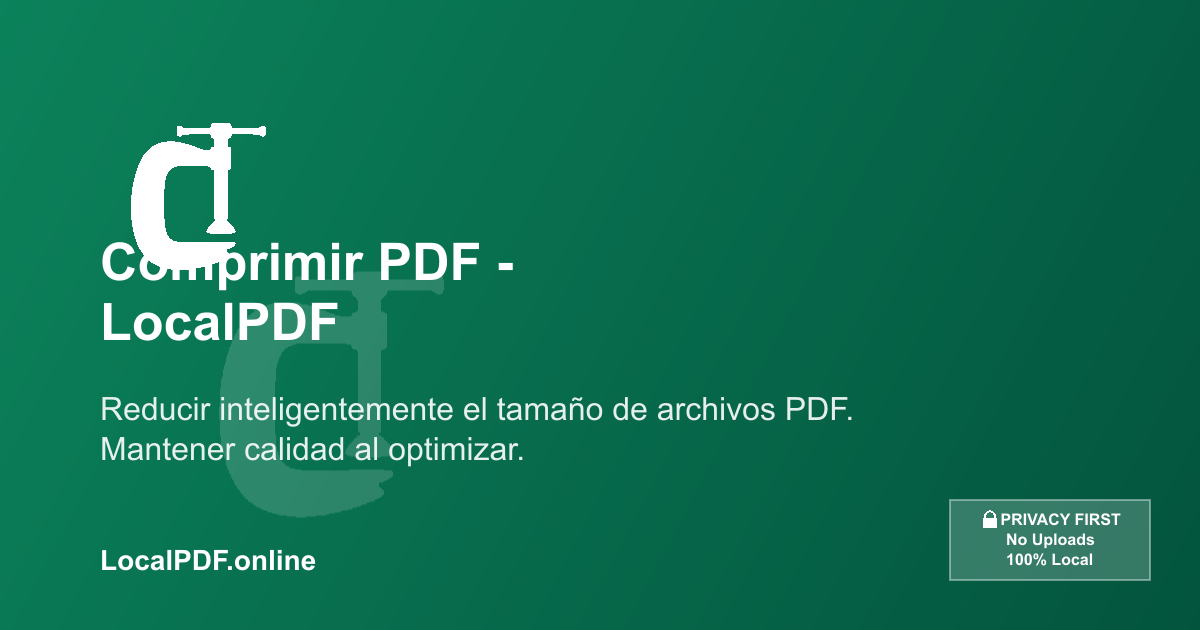 Comprimir PDF -
LocalPDF
Reducir inteligentemente el tamaño de archivos PDF.
Mantener calidad al optimizar.
LocalPDF.online
PRIVACY FIRST
No Uploads
100% Local